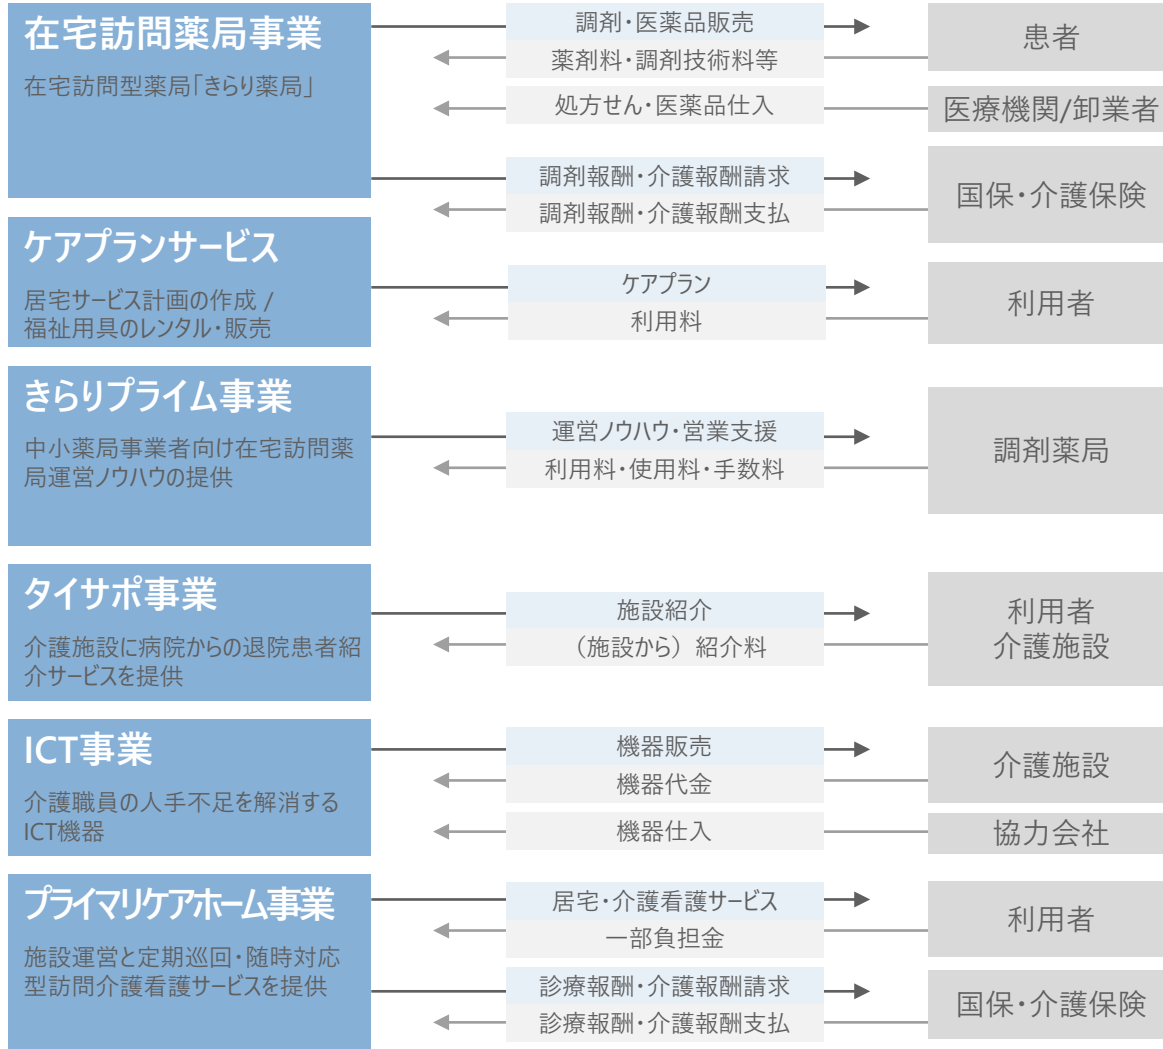 在宅訪問薬局事業
在宅訪問型薬局「きらり薬局」
調剤・医薬品販売
薬剤料・調剤技術料等
患者
処方せん・医薬品仕入
医療機関/卸業者
調剤報酬・介護報酬請求
調剤報酬・介護報酬支払
国保・介護保険
ケアプランサービス
居宅サービス計画の作成 /
福祉用具のレンタル・販売
ケアプラン
利用料
利用者
きらりプライム事業
中小薬局事業者向け在宅訪問薬
局運営ノウハウの提供
運営ノウハウ・営業支援
利用料・使用料・手数料
調剤薬局
タイサポ事業
介護施設に病院からの退院患者紹
介サービスを提供
施設紹介
（施設から）紹介料
利用者
介護施設
ICT事業
介護職員の人手不足を解消する
ICT機器
機器販売
機器代金
介護施設
機器仕入
協力会社
プライマリケアホーム事業
施設運営と定期巡回・随時対応
型訪問介護看護サービスを提供
居宅・介護看護サービス
一部負担金
利用者
診療報酬・介護報酬請求
診療報酬・介護報酬支払
国保・介護保険